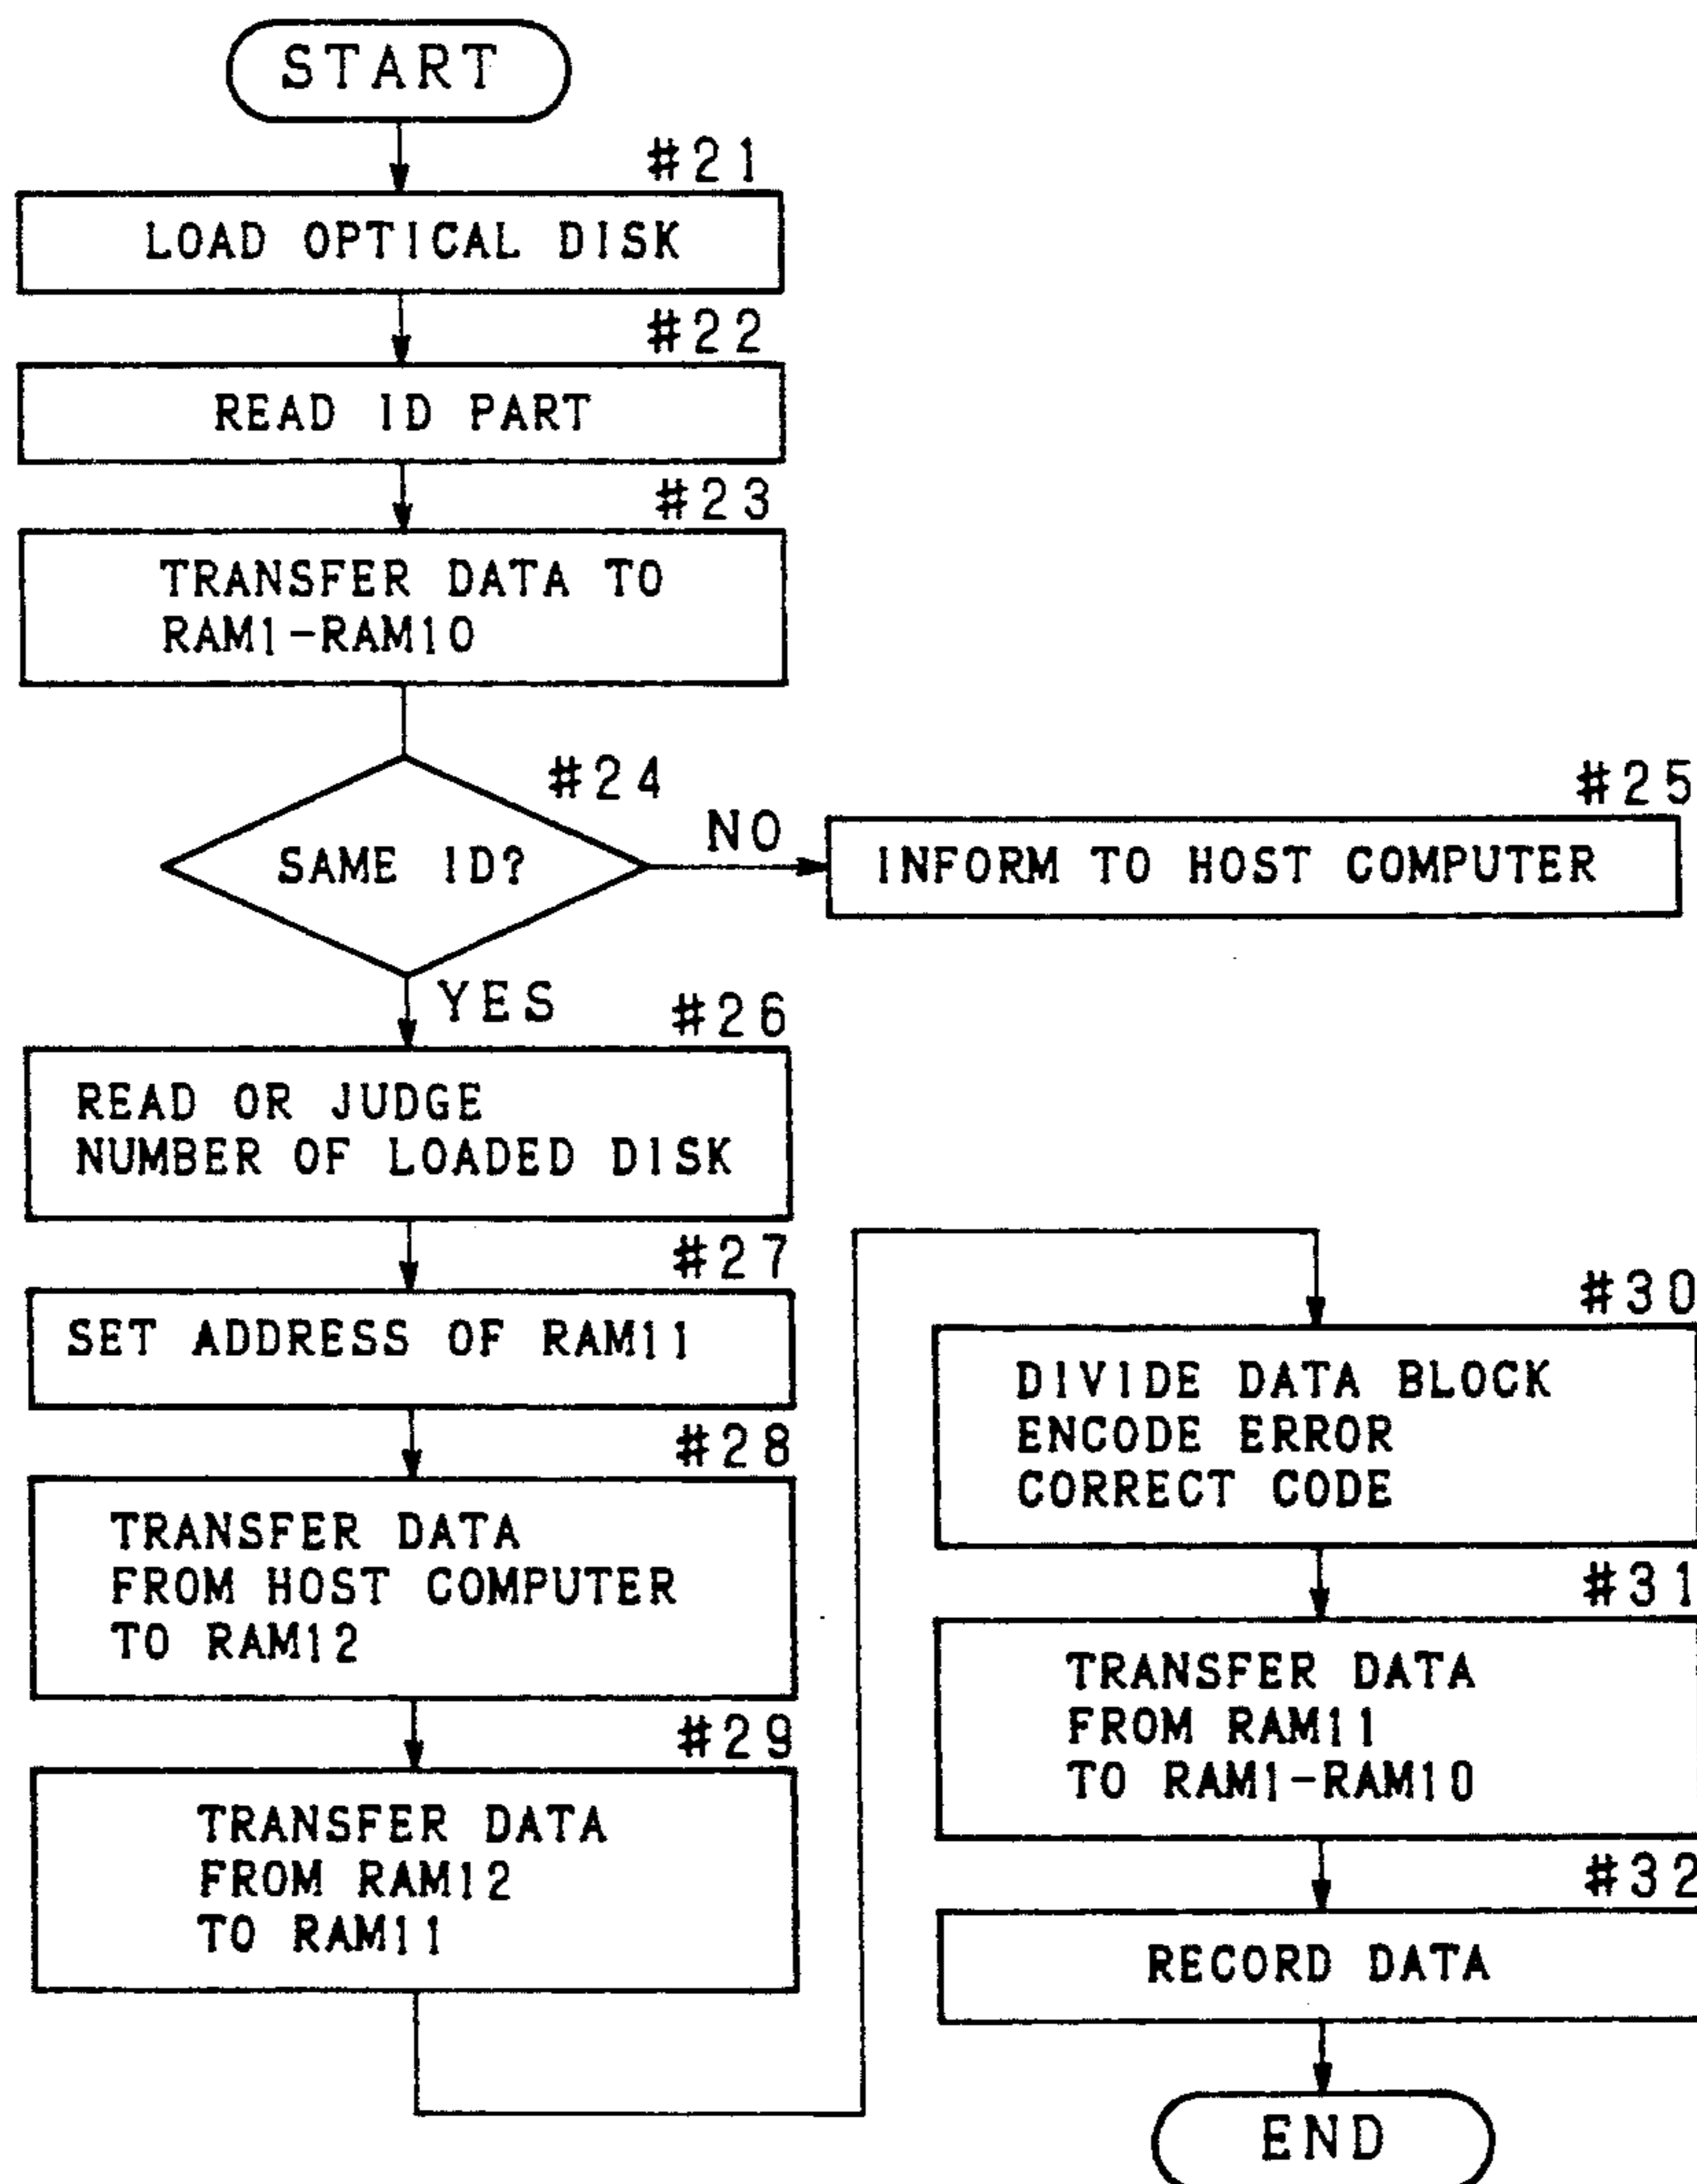 START
#21
LOAD OPTICAL DISK
#22
READ ID PART
#23
TRANSFER DATA TO
RAM1-RAM10
#24
SAME ID?
NO
#25
INFORM TO HOST COMPUTER
YES
#26
READ OR JUDGE
NUMBER OF LOADED DISK
#27
SET ADDRESS OF RAM11
#28
TRANSFER DATA
FROM HOST COMPUTER
TO RAM12
#29
TRANSFER DATA
FROM RAM12
TO RAM11
#30
DIVIDE DATA BLOCK
ENCODE ERROR
CORRECT CODE
#31
TRANSFER DATA
FROM RAM11
TO RAM1-RAM10
#32
RECORD DATA
END